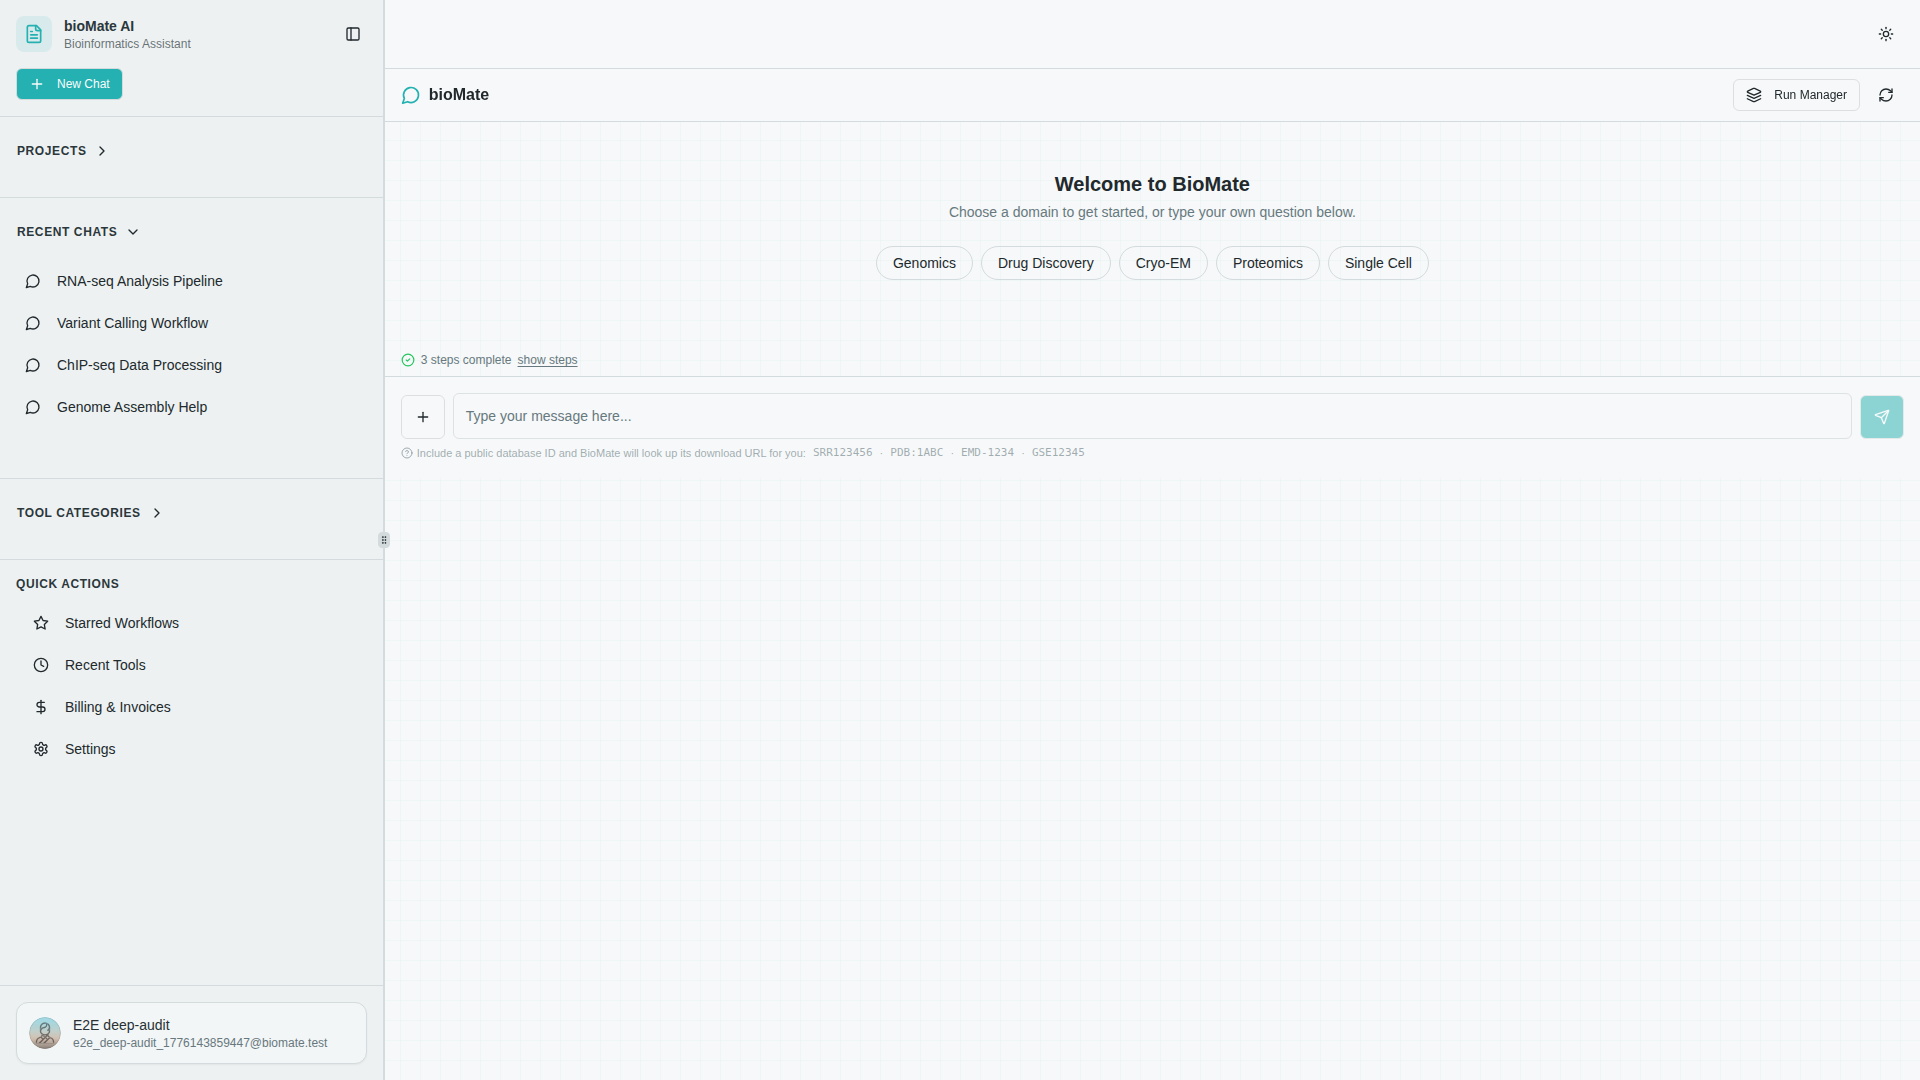 bioMate AI
Bioinformatics Assistant
New Chat
PROJECTS
RECENT CHATS
RNA-seq Analysis Pipeline
Variant Calling Workflow
ChIP-seq Data Processing
Genome Assembly Help
TOOL CATEGORIES
QUICK ACTIONS
Starred Workflows
Recent Tools
Billing & Invoices
Settings
E2E deep-audit
e2e_deep-audit_1776143859447@biomate.test
bioMate
Run Manager
Welcome to BioMate
Choose a domain to get started, or type your own question below.
Genomics Drug Discovery Cryo-EM Proteomics Single Cell
3 steps complete show steps
Type your message here...
Include a public database ID and BioMate will look up its download URL for you: SRR123456 · PDB:1ABC · EMD-1234 · GSE12345